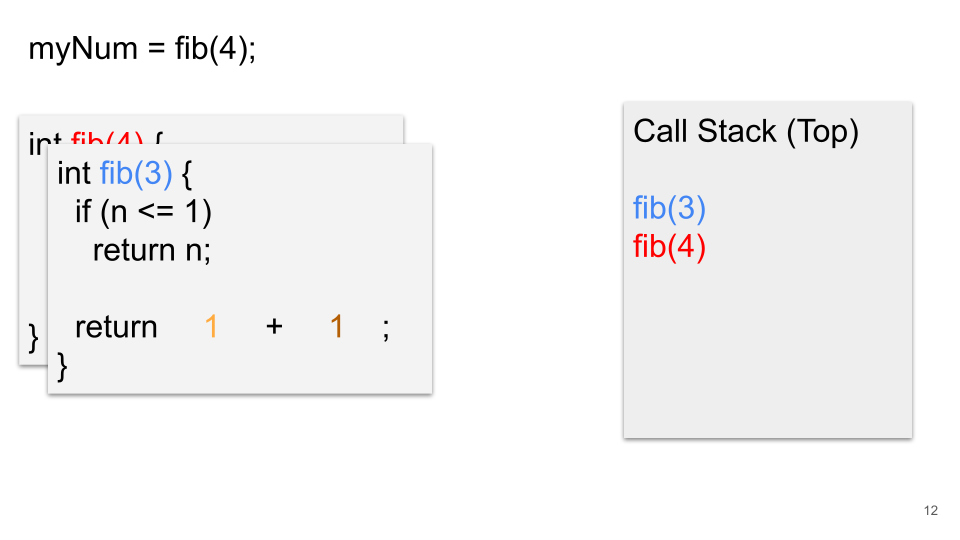 myNum = fib(4);
int fib(4) {
int fib(3) {
if (n <= 1)
return n;
return 1 + 1 ;
}
}
Call Stack (Top)
fib(3)
fib(4)
12